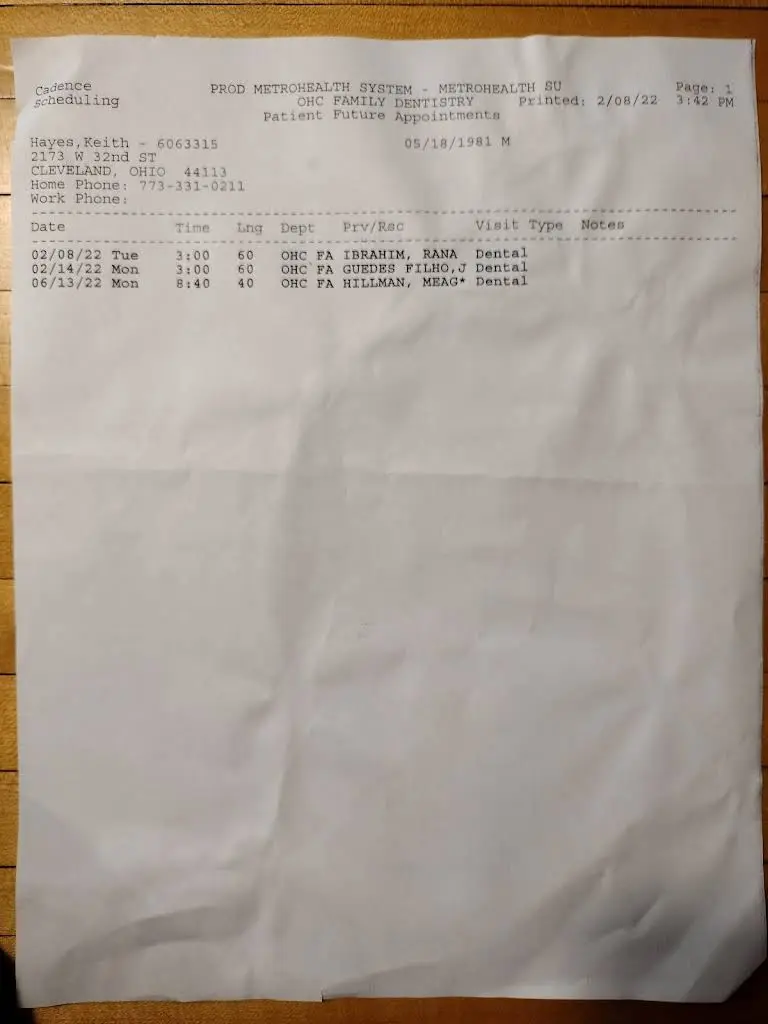 Cadence PROD METROHEALTH SYSTEM - METROHEALTH SU Page: 1
Scheduling OHC FAMILY DENTISTRY Printed: 2/08/22 3:42 PM
Patient Future Appointments
Hayes,Keith - 6063315 05/18/1981 M
2173 W 32nd ST
CLEVELAND, OHIO 44113
Home Phone: 773-331-0211
Work Phone:
Date Time Lng Dept Prv/Rsc Visit Type Notes
02/08/22 Tue 3:00 60 OHC FA IBRAHIM, RANA Dental
02/14/22 Mon 3:00 60 OHC FA GUEDES FILHO,J Dental
06/13/22 Mon 8:40 40 OHC FA HILLMAN, MEAG* Dental